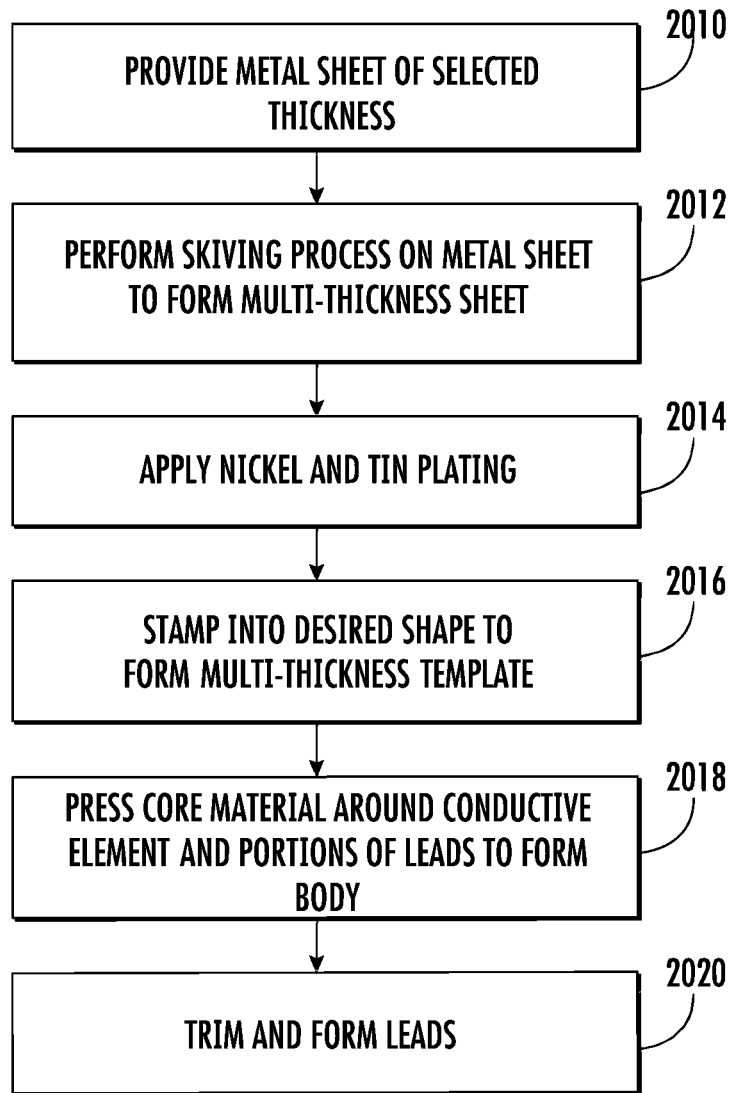 2010
PROVIDE METAL SHEET OF SELECTED
THICKNESS
2012
PERFORM SKIVING PROCESS ON METAL SHEET
TO FORM MULTI-THICKNESS SHEET
2014
APPLY NICKEL AND TIN PLATING
2016
STAMP INTO DESIRED SHAPE TO
FORM MULTI-THICKNESS TEMPLATE
2018
PRESS CORE MATERIAL AROUND CONDUCTIVE
ELEMENT AND PORTIONS OF LEADS TO FORM
BODY
2020
TRIM AND FORM LEADS